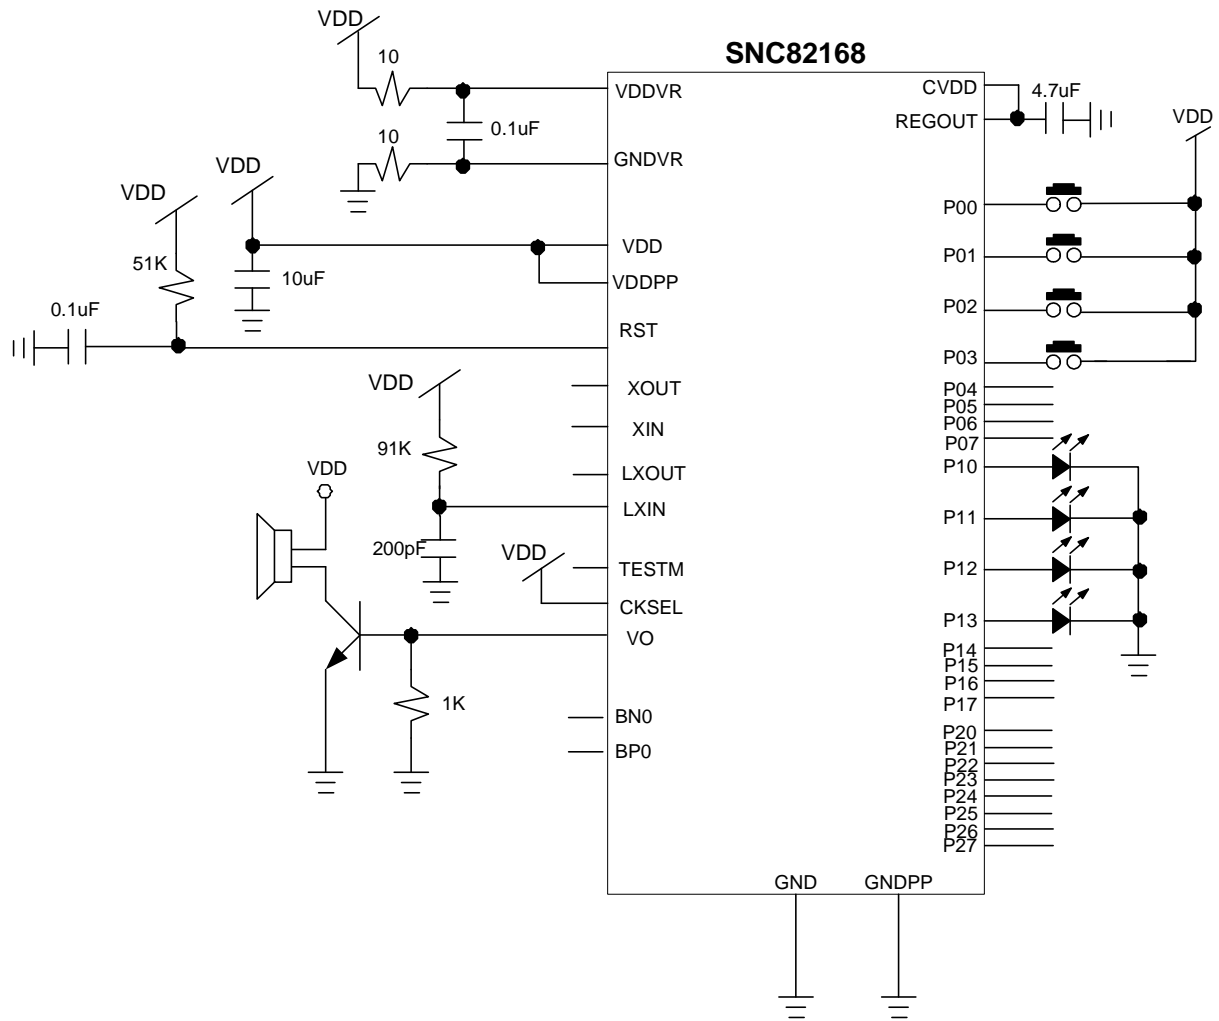 SNC82168
VDD
10
VDDVR
0.1uF
10
GNDVR
VDD
VDD
VDD
10uF
VDDPP
51K
0.1uF
RST
VDD
XOUT
91K
XIN
LXOUT
LXIN
200pF
VDD
VDD
TESTM
CKSEL
VO
1K
BN0
BP0
CVDD
4.7uF
REGOUT
VDD
P00
P01
P02
P03
P04
P05
P06
P07
P10
P11
P12
P13
P14
P15
P16
P17
P20
P21
P22
P23
P24
P25
P26
P27
GND
GNDPP